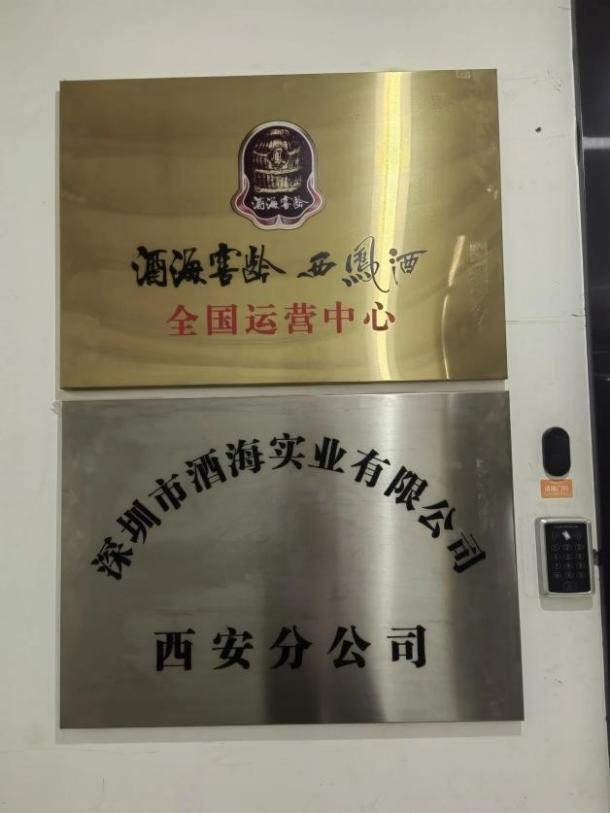 酒海窖龄
酒海窖龄 西鳳酒
全国运营中心
深圳市酒海实业有限公司
西安分公司